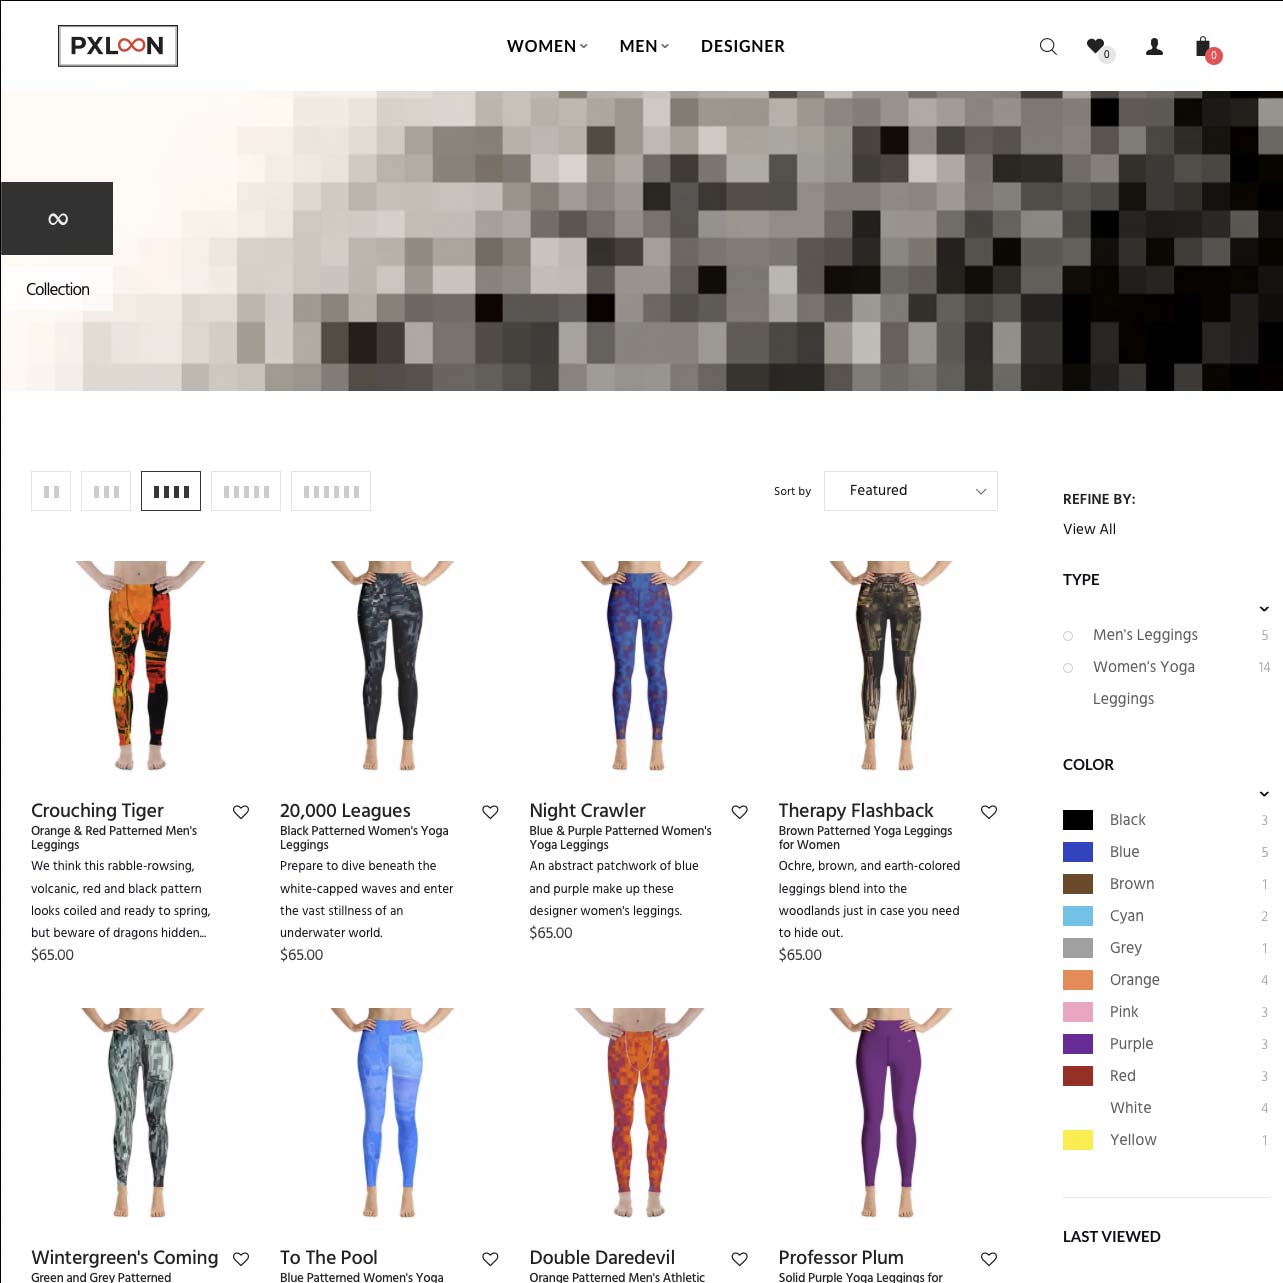 PXLOON
WOMEN
MEN
DESIGNER
0
0
∞
Collection
Sort by
Featured
REFINE BY:
View All
TYPE
Men's Leggings 5
Women's Yoga 14
Leggings
COLOR
Black 3
Blue 5
Brown 1
Cyan 2
Grey 1
Orange 4
Pink 3
Purple 3
Red 3
White 4
Yellow 1
LAST VIEWED
Crouching Tiger
Orange & Red Patterned Men's
Leggings
We think this rabble-rowsing,
volcanic, red and black pattern
looks coiled and ready to spring,
but beware of dragons hidden...
$65.00
20,000 Leagues
Black Patterned Women's Yoga
Leggings
Prepare to dive beneath the
white-capped waves and enter
the vast stillness of an
underwater world.
$65.00
Night Crawler
Blue & Purple Patterned Women's
Yoga Leggings
An abstract patchwork of blue
and purple make up these
designer women's leggings.
$65.00
Therapy Flashback
Brown Patterned Yoga Leggings
for Women
Ochre, brown, and earth-colored
leggings blend into the
woodlands just in case you need
to hide out.
$65.00
Wintergreen's Coming
Green and Grey Patterned
To The Pool
Blue Patterned Women's Yoga
Double Daredevil
Orange Patterned Men's Athletic
Professor Plum
Solid Purple Yoga Leggings for